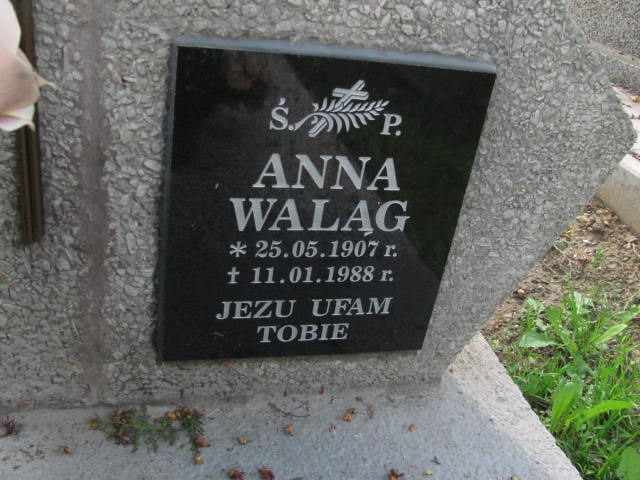 Ś. P.
ANNA
WALĄG
* 25.05.1907 r.
† 11.01.1988 r.
JEZU UFAM
TOBIE